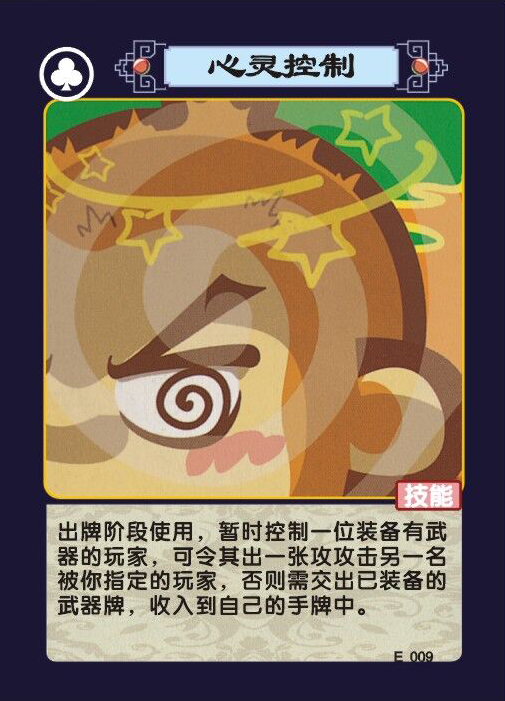 心灵控制
技能
出牌阶段使用，暂时控制一位装备有武
器的玩家，可令其出一张攻攻击另一名
被你指定的玩家，否则需交出已装备的
武器牌，收入到自己的手牌中。
E 009